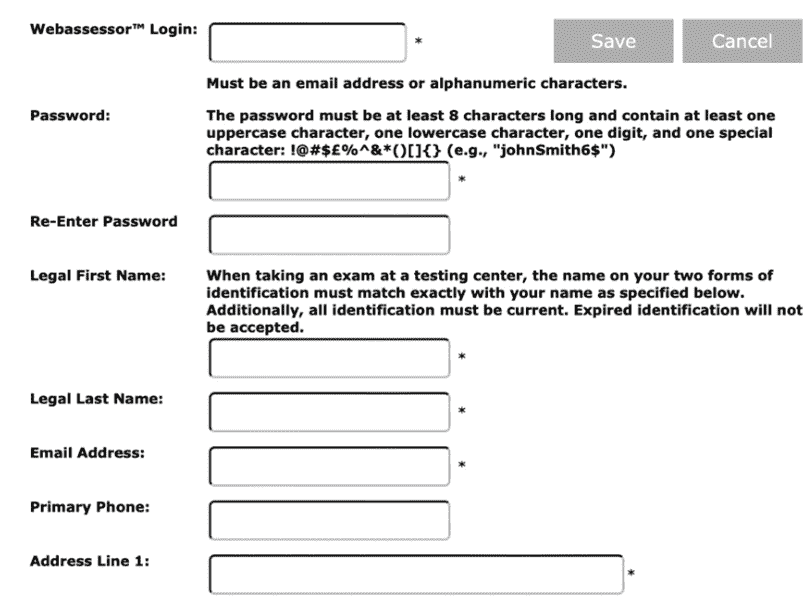 Webassessor™ Login:
*
Save
Cancel
Must be an email address or alphanumeric characters.
Password:
The password must be at least 8 characters long and contain at least one
uppercase character, one lowercase character, one digit, and one special
character: !@#$£%^&*()[]{} (e.g., "johnSmith6$")
*
Re-Enter Password
Legal First Name:
When taking an exam at a testing center, the name on your two forms of
identification must match exactly with your name as specified below.
Additionally, all identification must be current. Expired identification will not
be accepted.
*
Legal Last Name:
*
Email Address:
*
Primary Phone:
Address Line 1:
*